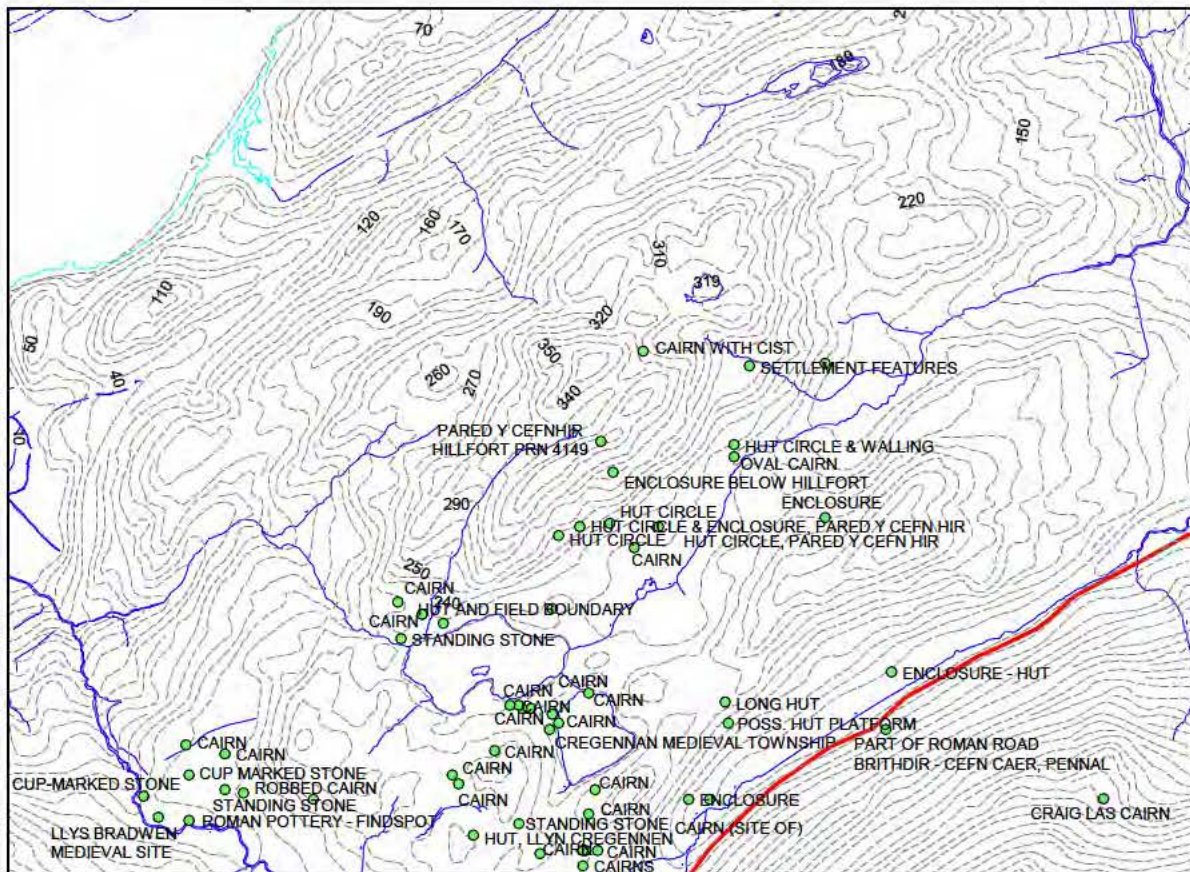 70
180
150
220
120
160
170
310
319
110
190
320
50
350
CAIRN WITH CIST
40
260
270
SETTLEMENT FEATURES
340
10
PARED Y CEFNHIR
HILLFORT PRN 4149
HUT CIRCLE & WALLING
OVAL CAIRN
ENCLOSURE BELOW HILLFORT
290
ENCLOSURE
HUT CIRCLE
HUT CIRCLE & ENCLOSURE, PARED Y CEFN HIR
HUT CIRCLE
HUT CIRCLE, PARED Y CEFN HIR
CAIRN
250
CAIRN
240
HUT AND FIELD BOUNDARY
CAIRN
STANDING STONE
ENCLOSURE - HUT
CAIRN
CAIRN
CAIRN
LONG HUT
CAIRN
CAIRN
CAIRN
POSS. HUT PLATFORM
CREGENNAN MEDIEVAL TOWNSHIP
PART OF ROMAN ROAD
BRITHDIR - CEFN CAER, PENNAL
CAIRN
CAIRN
CAIRN
CUP MARKED STONE
CAIRN
CUP-MARKED STONE
ROBBED CAIRN
CAIRN
CAIRN
STANDING STONE
ENCLOSURE
CRAIG LAS CAIRN
CAIRN
ROMAN POTTERY - FINDSPOT
STANDING STONE
CAIRN (SITE OF)
LLYS BRADWEN
MEDIEVAL SITE
HUT, LLYN CREGENNEN
CAIRN
CAIRN
CAIRNS